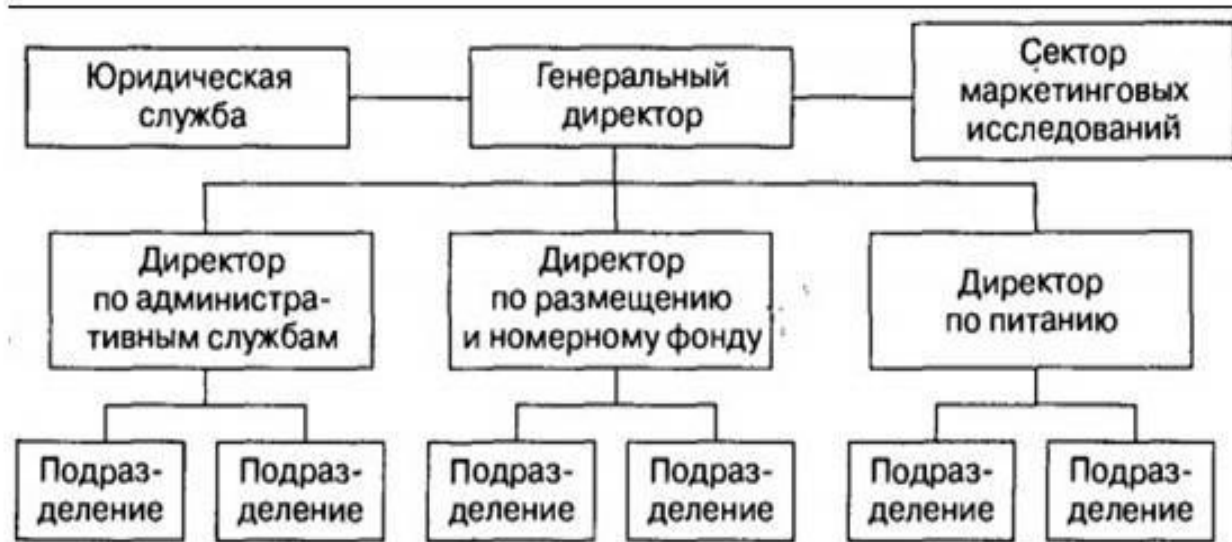 Юридическая
служба
Генеральный
директор
Сектор
маркетинговых
исследований
Директор
по администра-
тивным службам
Директор
по размещению
и номерному фонду
Директор
по питанию
Подраз-
деление
Подраз-
деление
Подраз-
деление
Подраз-
деление
Подраз-
деление
Подраз-
деление